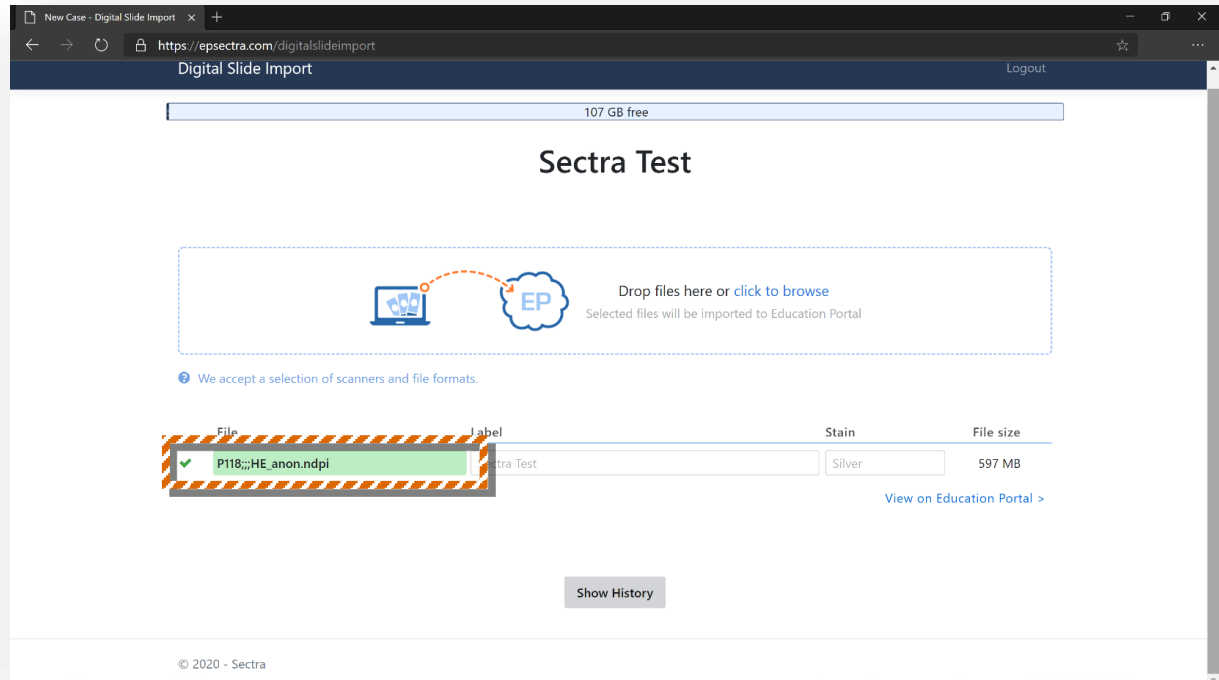 New Case - Digital Slide Import
https://epsectra.com/digitalslideimport
Digital Slide Import Logout
107 GB free
Sectra Test
EP
Drop files here or click to browse
Selected files will be imported to Education Portal
? We accept a selection of scanners and file formats.
File Label Stain File size
P118;;;HE_anon.ndpi Test Silver 597 MB
View on Education Portal >
Show History
© 2020 - Sectra